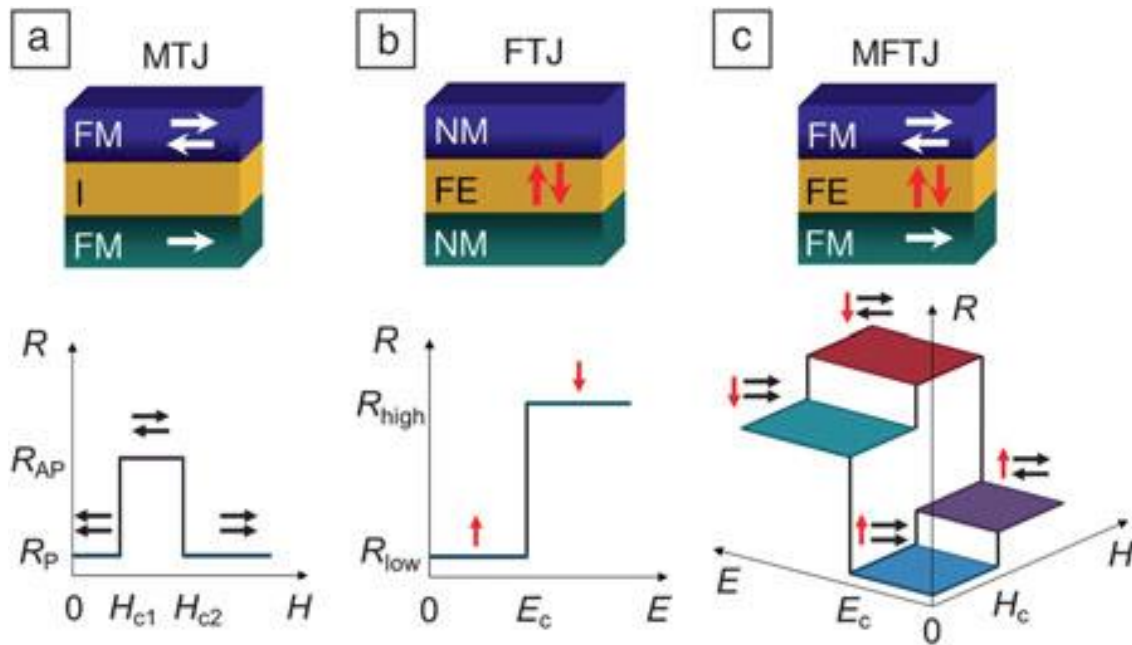 a
MTJ
FM
I
FM
R
R_AP
R_P
0
H_c1
H_c2
H
b
FTJ
NM
FE
NM
R
R_high
R_low
0
E_c
E
c
MFTJ
FM
FE
FM
R
E
E_c
0
H_c
H